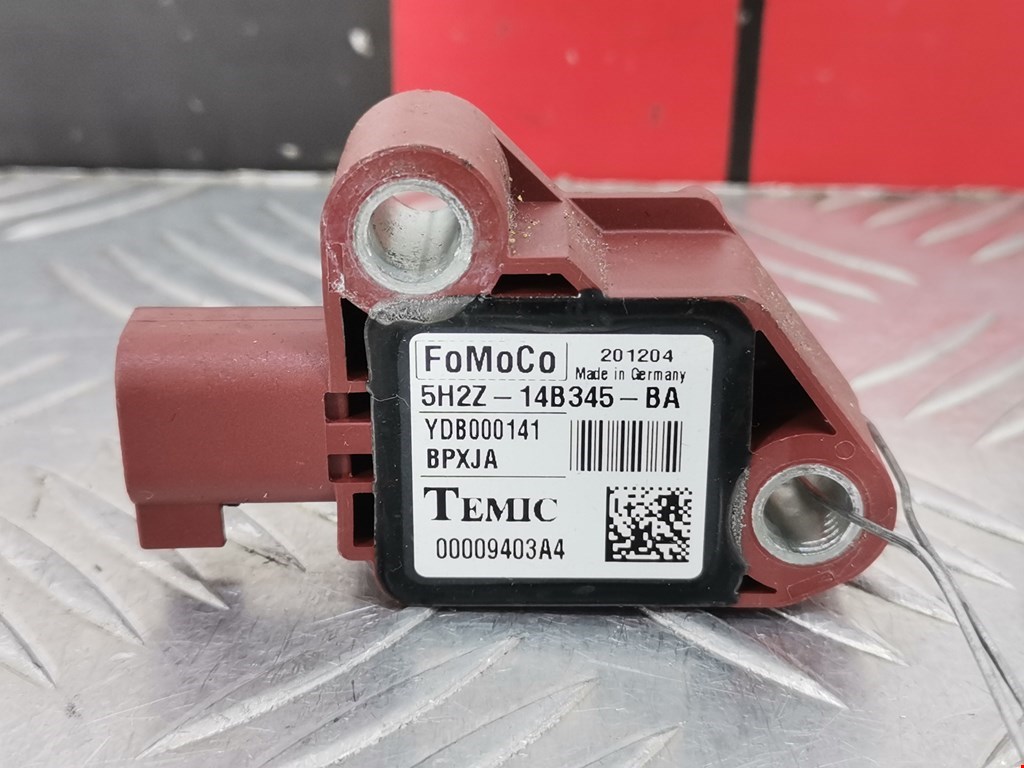 FoMoCo 201204
Made in Germany
5H2Z-14B345-BA
YDB000141
BPXJA
TEMIC
00009403A4